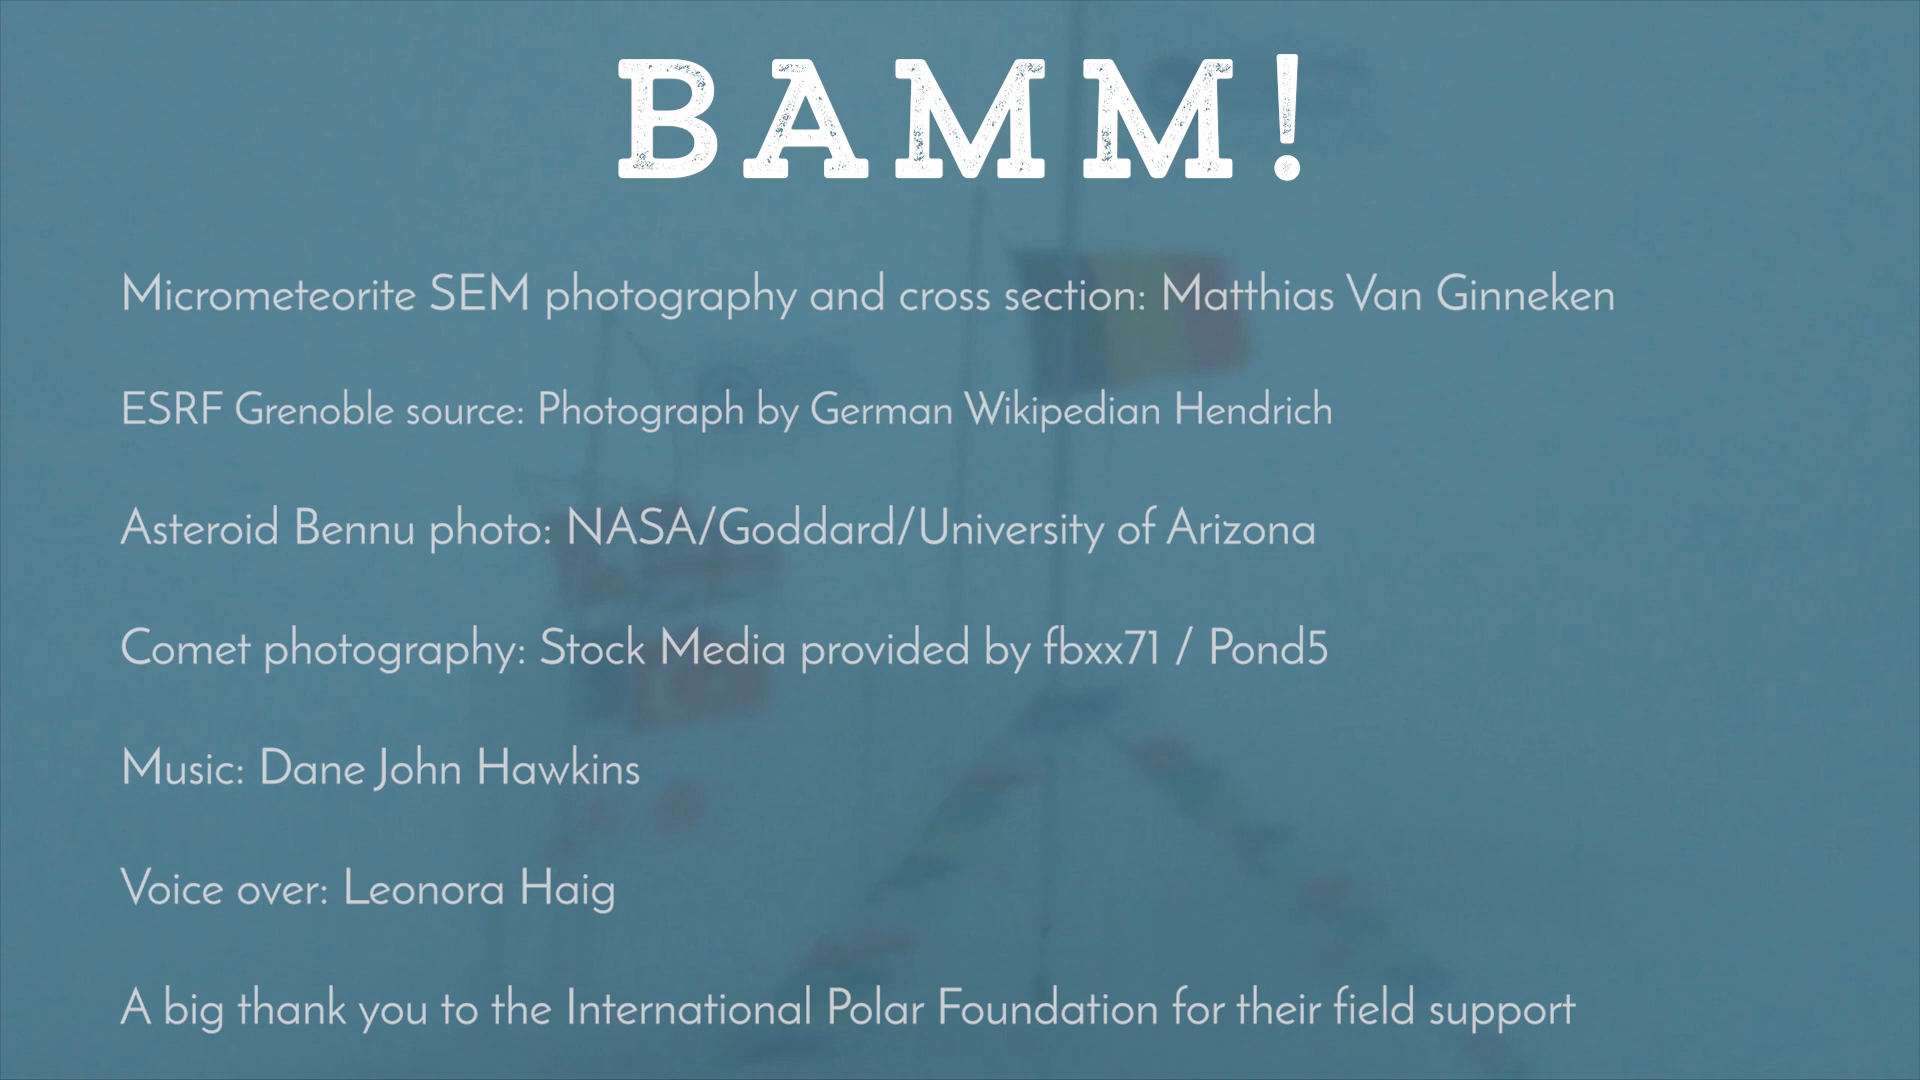 BAMM!
Micrometeorite SEM photography and cross section: Matthias Van Ginneken
ESRF Grenoble source: Photograph by German Wikipedian Hendrich
Asteroid Bennu photo: NASA/Goddard/University of Arizona
Comet photography: Stock Media provided by fbxx71 / Pond5
Music: Dane John Hawkins
Voice over: Leonora Haig
A big thank you to the International Polar Foundation for their field support